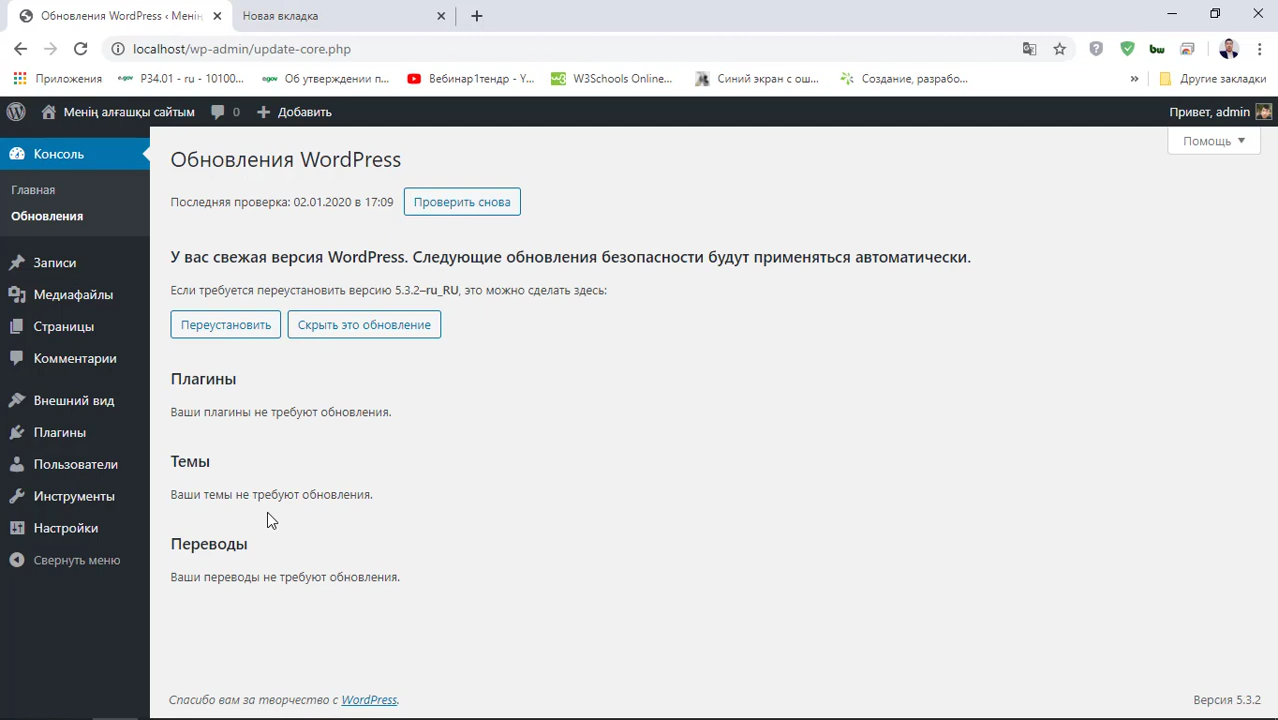 Обновления WordPress ‹ Менің
Новая вкладка
localhost/wp-admin/update-core.php
Приложения
P34.01 - ru - 10100...
Об утверждении п...
Вебинар1тендр - Y...
W3Schools Online...
Синий экран с ош...
Создание, разрабо...
Другие закладки
Менің алғашқы сайтым
0
Добавить
Привет, admin
Консоль
Главная
Обновления
Записи
Медиафайлы
Страницы
Комментарии
Внешний вид
Плагины
Пользователи
Инструменты
Настройки
Свернуть меню
Помощь
Обновления WordPress
Последняя проверка: 02.01.2020 в 17:09
Проверить снова
У вас свежая версия WordPress. Следующие обновления безопасности будут применяться автоматически.
Если требуется переустановить версию 5.3.2–ru_RU, это можно сделать здесь:
Переустановить
Скрыть это обновление
Плагины
Ваши плагины не требуют обновления.
Темы
Ваши темы не требуют обновления.
Переводы
Ваши переводы не требуют обновления.
Спасибо вам за творчество с WordPress.
Версия 5.3.2